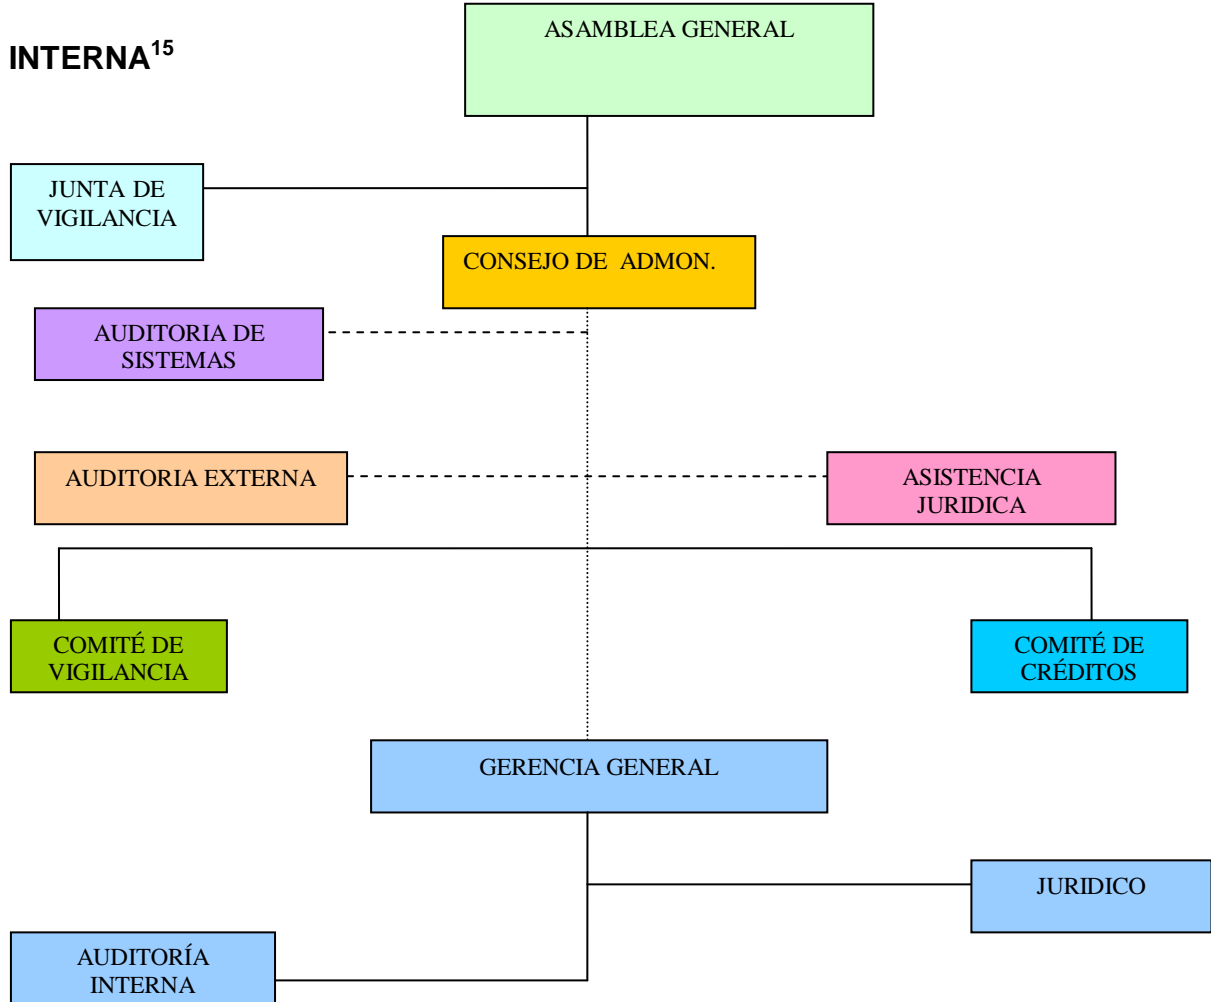 ASAMBLEA GENERAL
INTERNA15
JUNTA DE
VIGILANCIA
CONSEJO DE ADMON.
AUDITORIA DE
SISTEMAS
AUDITORIA EXTERNA
ASISTENCIA
JURIDICA
COMITÉ DE
VIGILANCIA
COMITÉ DE
CRÉDITOS
GERENCIA GENERAL
JURIDICO
AUDITORÍA
INTERNA